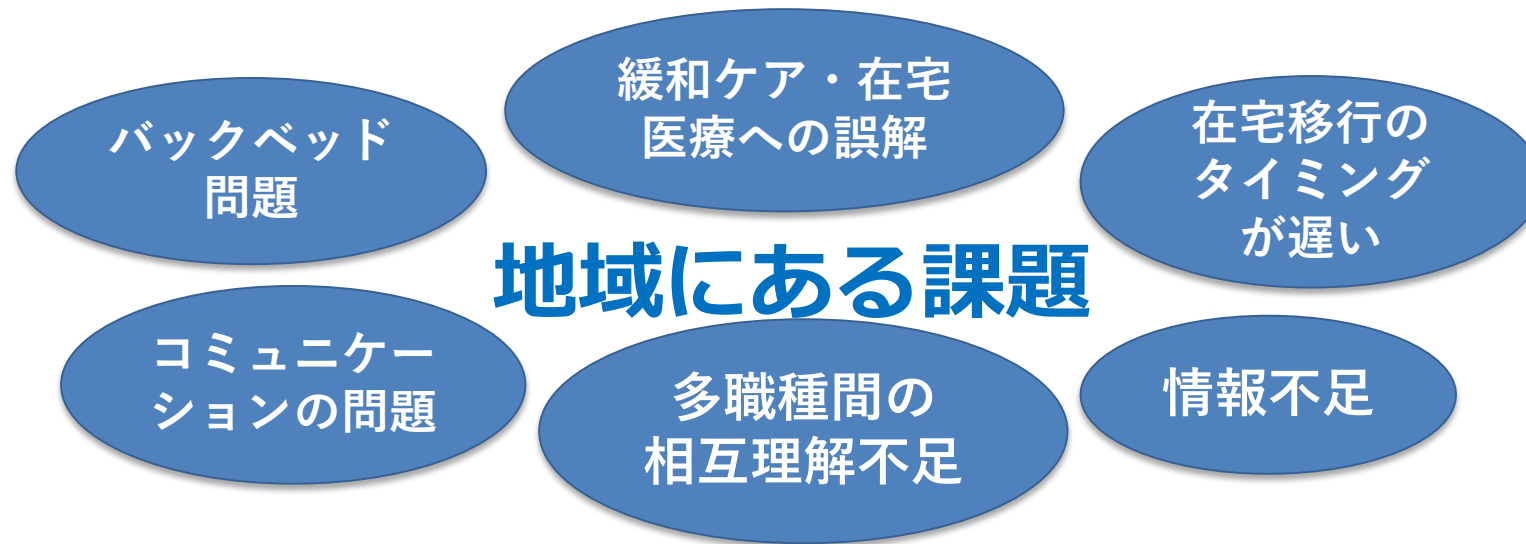 緩和ケア・在宅
医療への誤解
バックベッド
問題
在宅移行の
タイミング
が遅い
地域にある課題
コミュニケー
ションの問題
多職種間の
相互理解不足
情報不足